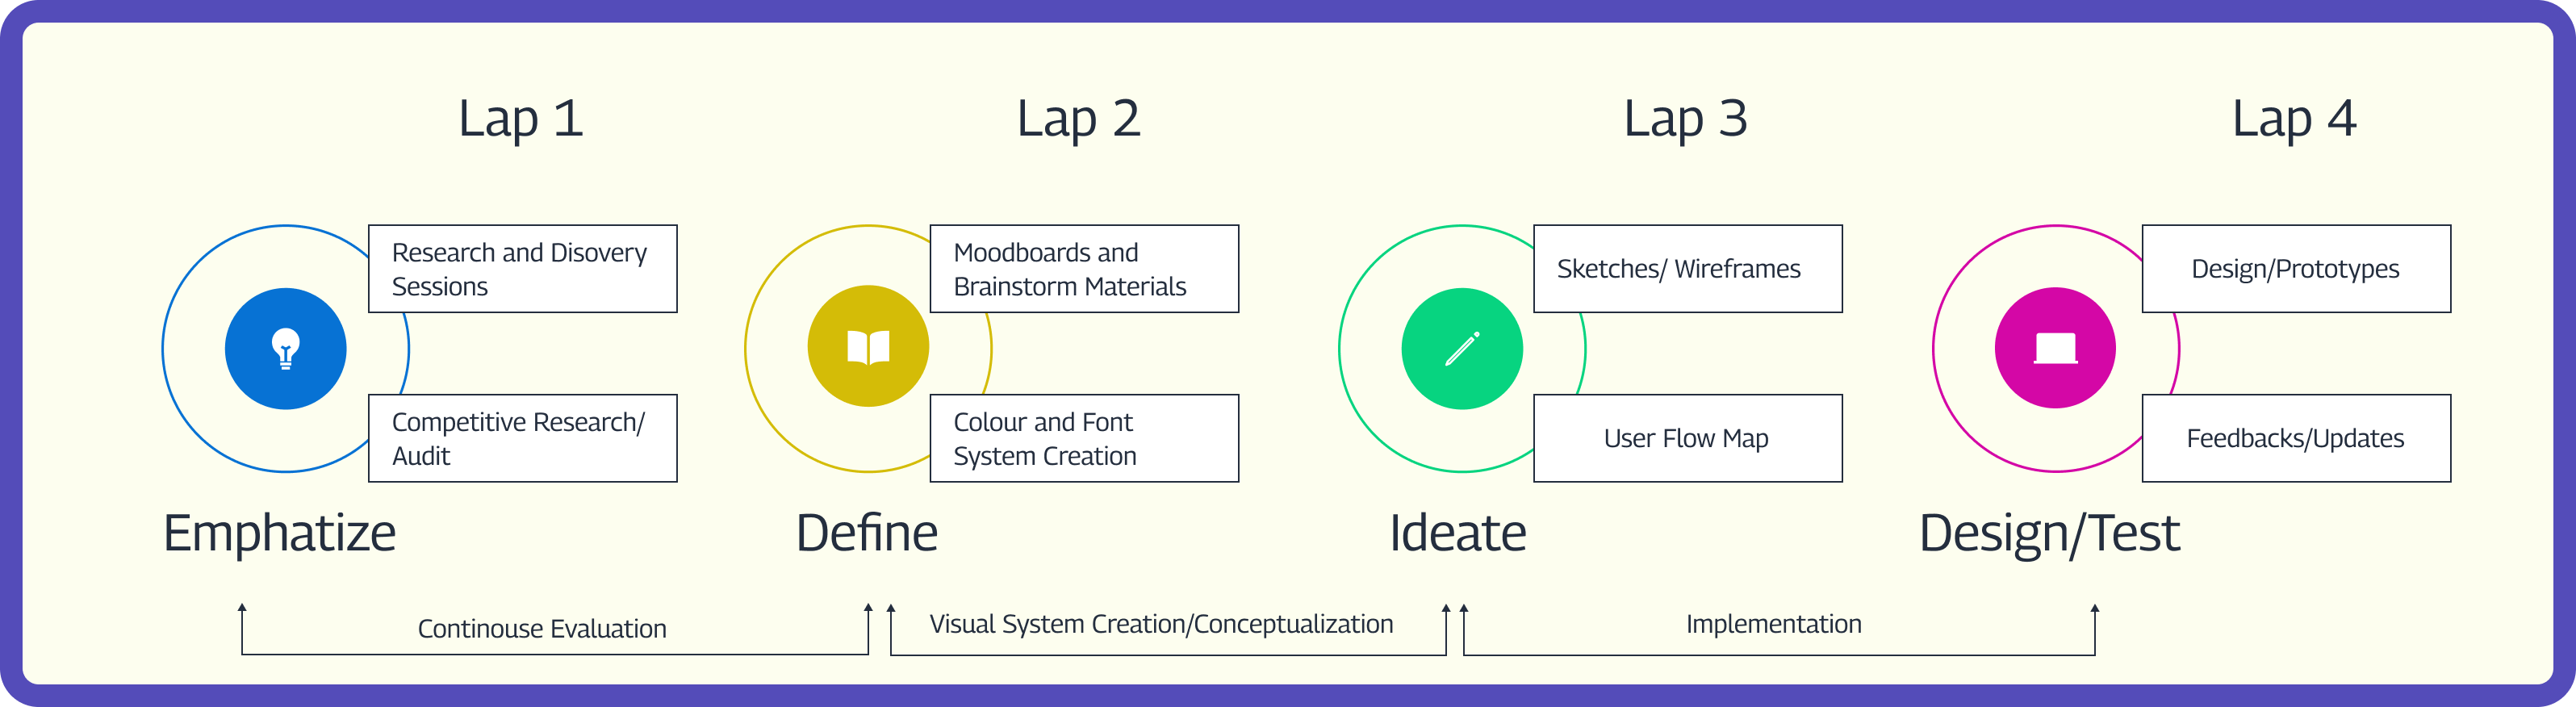 Lap 1
Lap 2
Lap 3
Lap 4
Research and Disovery
Sessions
Competitive Research/
Audit
Emphatize
Moodboards and
Brainstorm Materials
Colour and Font
System Creation
Define
Sketches/ Wireframes
User Flow Map
Ideate
Design/Prototypes
Feedbacks/Updates
Design/Test
Continouse Evaluation
Visual System Creation/Conceptualization
Implementation